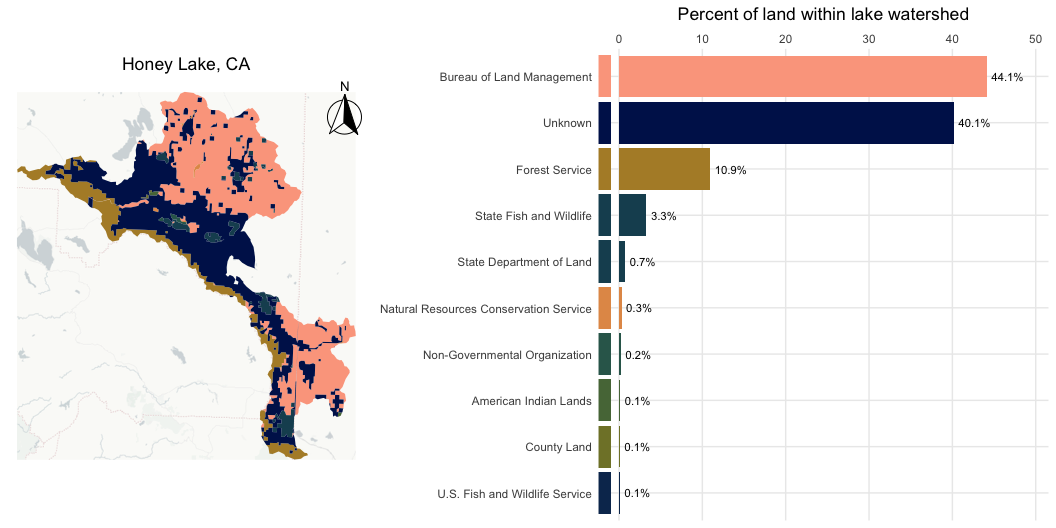 Percent of land within lake watershed
Honey Lake, CA
N
0 10 20 30 40 50
Bureau of Land Management 44.1%
Unknown 40.1%
Forest Service 10.9%
State Fish and Wildlife 3.3%
State Department of Land 0.7%
Natural Resources Conservation Service 0.3%
Non-Governmental Organization 0.2%
American Indian Lands 0.1%
County Land 0.1%
U.S. Fish and Wildlife Service 0.1%